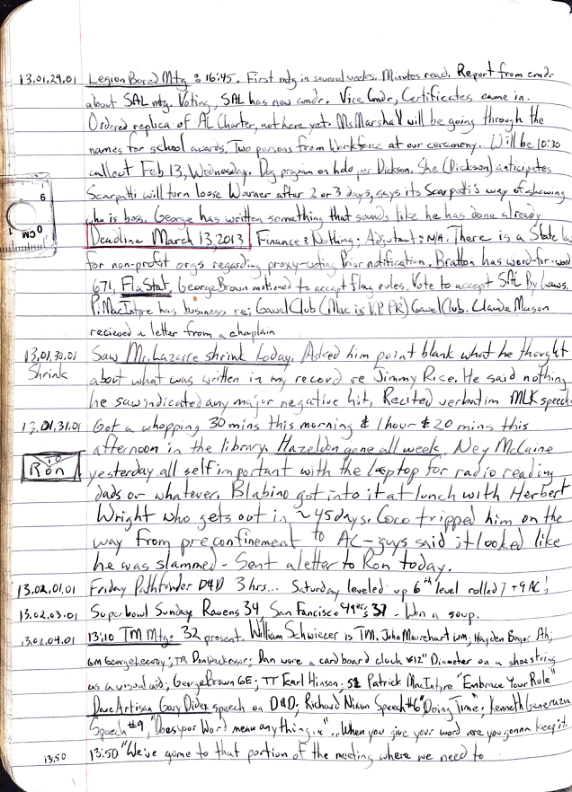 13.01.29.01 Legion Bored Mtg : 16:45. First mtg in several weeks. Minutes read. Report from cmdr
about SAL mtg. Voting, SAL has new cmdr. Vice Cmdr, Certificates came in.
Ordered replica of AL Charter, not here yet. Ms Marshall will be going through the
names for school awards. Two persons from Workforce at our ceremony. Will be 10:30
callout Feb 13, Wednesday. Dog program on hold per Dickson. She (Dickson) anticipates
Scarpatti will turn loose Warner after 2 or 3 days, says its Scarpatti's way of showing
who is boss. George has written something that sounds like he has done already
Deadline March 13, 2013 Finance : Nothing: Adjutant: N/A. There is a State law
for non-profit orgs regarding proxy-voting Prior notification. Bratton has word-for-word
671, Fla Stat, George Brown motioned to accept flag rules. Vote to accept SAL By Laws.
P. MacIntyre has business re: Gavel Club (Mac is V.P. PR) Gavel Club. Claude Mason
recieved a letter from a chaplain
13.01.30.01 Saw Mr. Lazarre shrink today. Asked him point blank what he thought
Shrink about what was written in my record re Jimmy Rice. He said nothing
he saw indicated any major negative hit. Recited verbatim MLK speech
13.01.31.01 Got a whopping 30 mins this morning & 1 hour & 20 mins this
afternoon in the library. Hazeldon gone all week. Ney McCaine
TO Ron yesterday all self important with the laptop for radio reading
dads or whatever. Blabino got into it at lunch with Herbert
Wright who gets out in ~45 days. Coco tripped him on the
way from preconfinement to AC - guys said it looked like
he was slammed - Sent a letter to Ron today.
13.02.01.01 Friday Pathfinder D&D 3 hrs... Saturday leveled up 6th level rolled 7 +9 AC!
13.02.03.01 Superbowl Sunday Ravens 34, San Fancisco 49er's 37 - Won a soup.
13.02.04.01 13:10 TM Mtg: 32 present. William Schwiezer is TM. John
GM George; TR Don; Dan wore a cardboard clock 12" Diameter on a shoestring
as a visual aid; George Brown GE; TT Karl Hinson; S1 Patrick MacIntyre "Embrace Your Role"
Dave Artisan Gary Didex speech on D&D; Richard Nixon Speech #6 "Doing Time"; Kenneth
Speech #9, "Does your Word mean anything..." ...When you give your word are you gonna keep it.
13.50 13:50 "We've come to that portion of the meeting where we need to